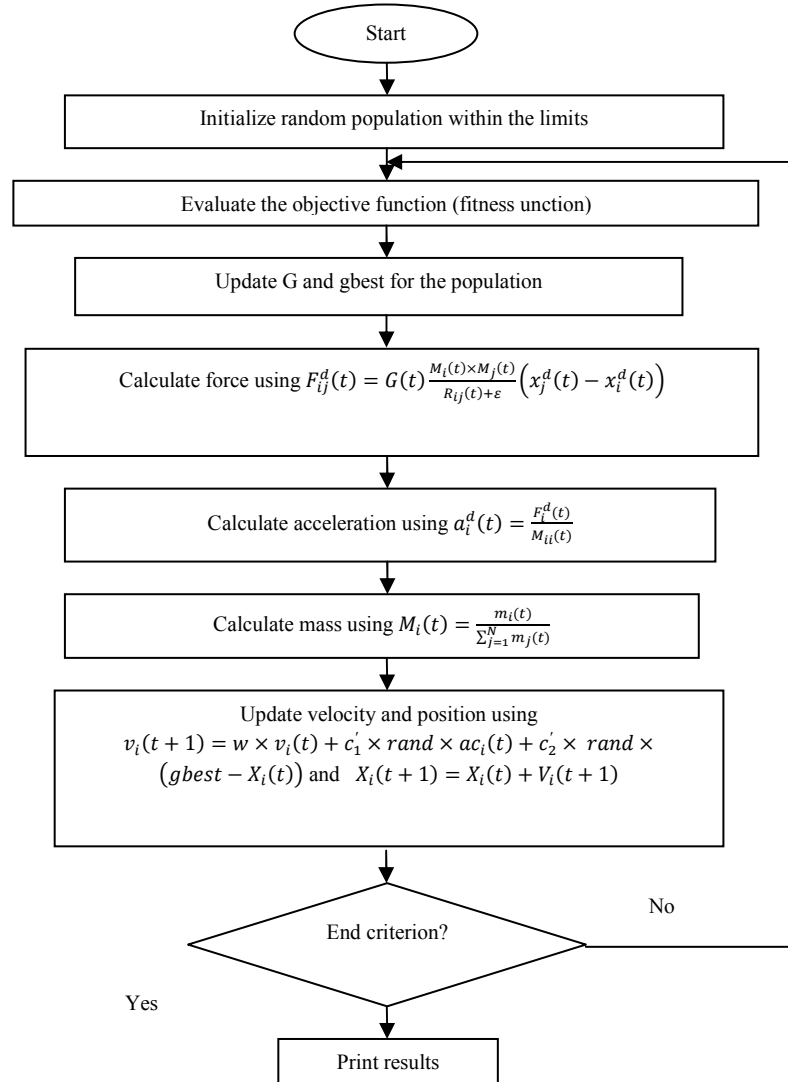 Start
Initialize random population within the limits
Evaluate the objective function (fitness unction)
Update G and gbest for the population
Calculate force using $F_{ij}^{d}(t) = G(t)\frac{M_i(t) \times M_j(t)}{R_{ij}(t)+\varepsilon}\left(x_j^d(t) - x_i^d(t)\right)$
Calculate acceleration using $a_i^d(t) = \frac{F_i^d(t)}{M_{ii}(t)}$
Calculate mass using $M_i(t) = \frac{m_i(t)}{\sum_{j=1}^{N} m_j(t)}$
Update velocity and position using
$v_i(t+1) = w \times v_i(t) + c_1^{'} \times rand \times ac_i(t) + c_2^{'} \times rand \times$
$(gbest - X_i(t))$ and $X_i(t+1) = X_i(t) + V_i(t+1)$
End criterion?
No
Yes
Print results